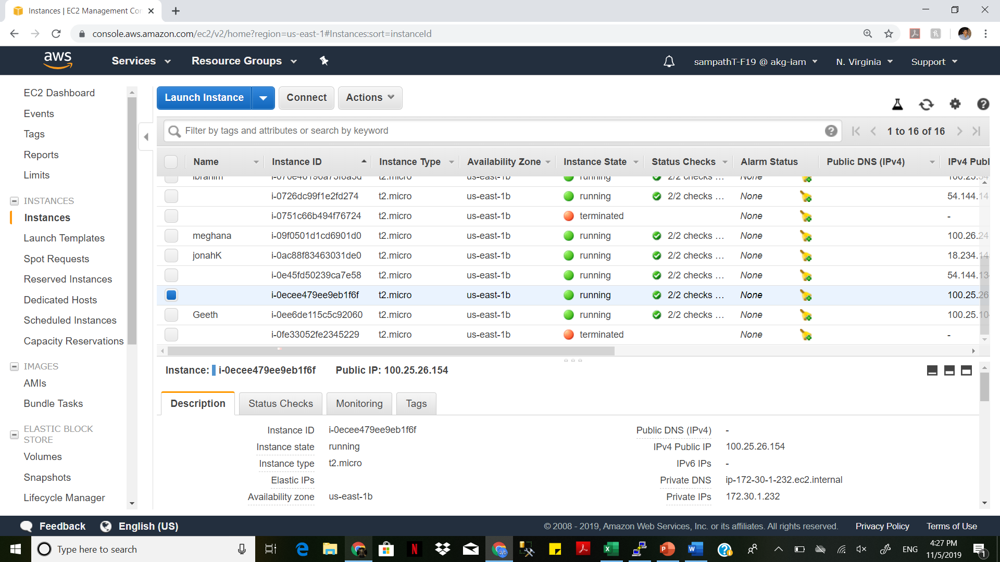 Instances | EC2 Management Con
console.aws.amazon.com/ec2/v2/home?region=us-east-1#Instances:sort=instanceId
aws Services Resource Groups sampathT-F19 @ akg-iam N. Virginia Support
EC2 Dashboard
Events
Tags
Reports
Limits
INSTANCES
Instances
Launch Templates
Spot Requests
Reserved Instances
Dedicated Hosts
Scheduled Instances
Capacity Reservations
IMAGES
AMIs
Bundle Tasks
ELASTIC BLOCK
STORE
Volumes
Snapshots
Lifecycle Manager
Launch Instance Connect Actions
Filter by tags and attributes or search by keyword 1 to 16 of 16
Name Instance ID Instance Type Availability Zone Instance State Status Checks Alarm Status Public DNS (IPv4) IPv4 Publ
ibrahim t2.micro us-east-1b running 2/2 checks ... None
i-0726dc99f1e2fd274 t2.micro us-east-1b running 2/2 checks ... None 54.144.14
i-0751c66b494f76724 t2.micro us-east-1b terminated None -
meghana i-09f0501d1cd6901d0 t2.micro us-east-1b running 2/2 checks ... None 100.26.24
jonahK i-0ac88f83463031de0 t2.micro us-east-1b running 2/2 checks ... None 18.234.14
i-0e45fd50239ca7e58 t2.micro us-east-1b running 2/2 checks ... None 54.144.13
i-0ecee479ee9eb1f6f t2.micro us-east-1b running 2/2 checks ... None 100.25.26
Geeth i-0ee6de115c5c92060 t2.micro us-east-1b running 2/2 checks ... None 100.25.10
i-0fe33052fe2345229 t2.micro us-east-1b terminated None -
Instance: i-0ecee479ee9eb1f6f Public IP: 100.25.26.154
Description Status Checks Monitoring Tags
Instance ID i-0ecee479ee9eb1f6f Public DNS (IPv4) -
Instance state running IPv4 Public IP 100.25.26.154
Instance type t2.micro IPv6 IPs -
Elastic IPs Private DNS ip-172-30-1-232.ec2.internal
Availability zone us-east-1b Private IPs 172.30.1.232
Feedback English (US) © 2008 - 2019, Amazon Web Services, Inc. or its affiliates. All rights reserved. Privacy Policy Terms of Use
Type here to search ENG 4:27 PM
11/5/2019 1